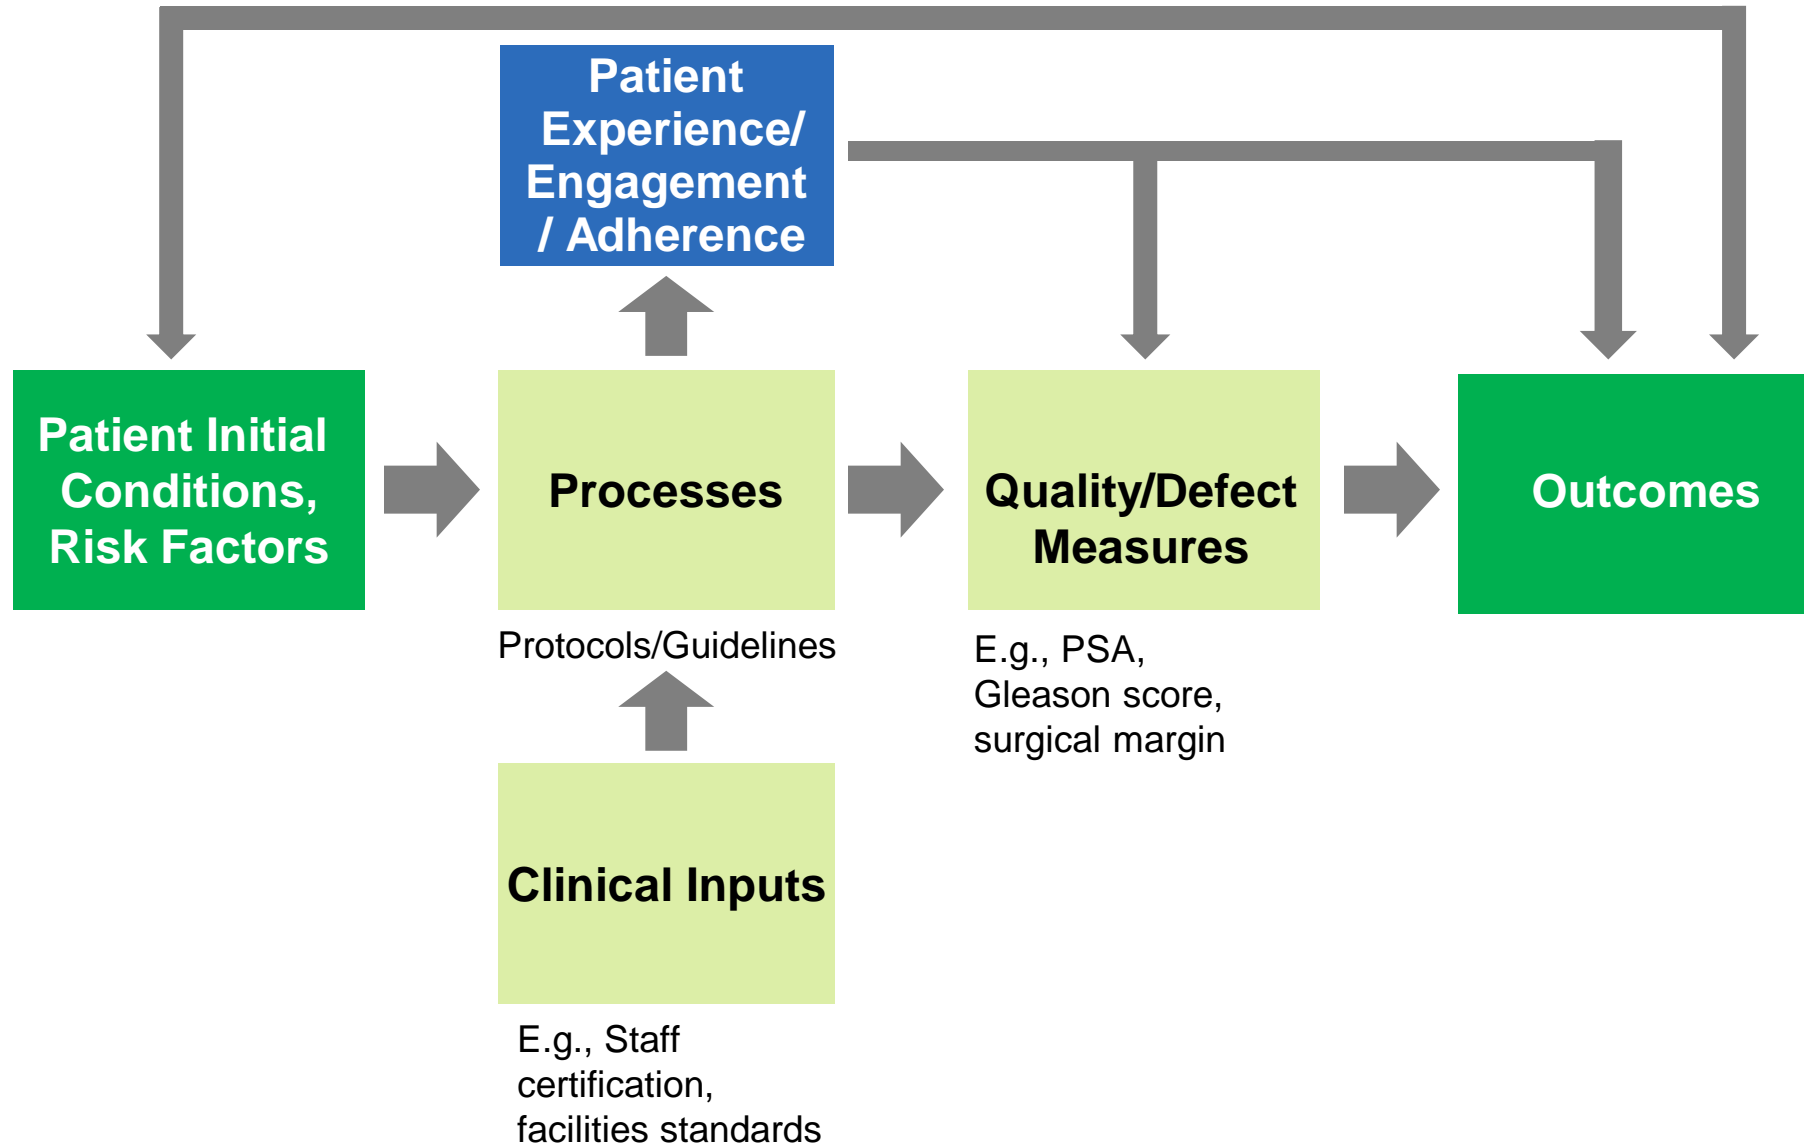 Patient
Experience/
Engagement
/ Adherence
Patient Initial
Conditions,
Risk Factors
Processes
Quality/Defect
Measures
Outcomes
Protocols/Guidelines
E.g., PSA,
Gleason score,
surgical margin
Clinical Inputs
E.g., Staff
certification,
facilities standards